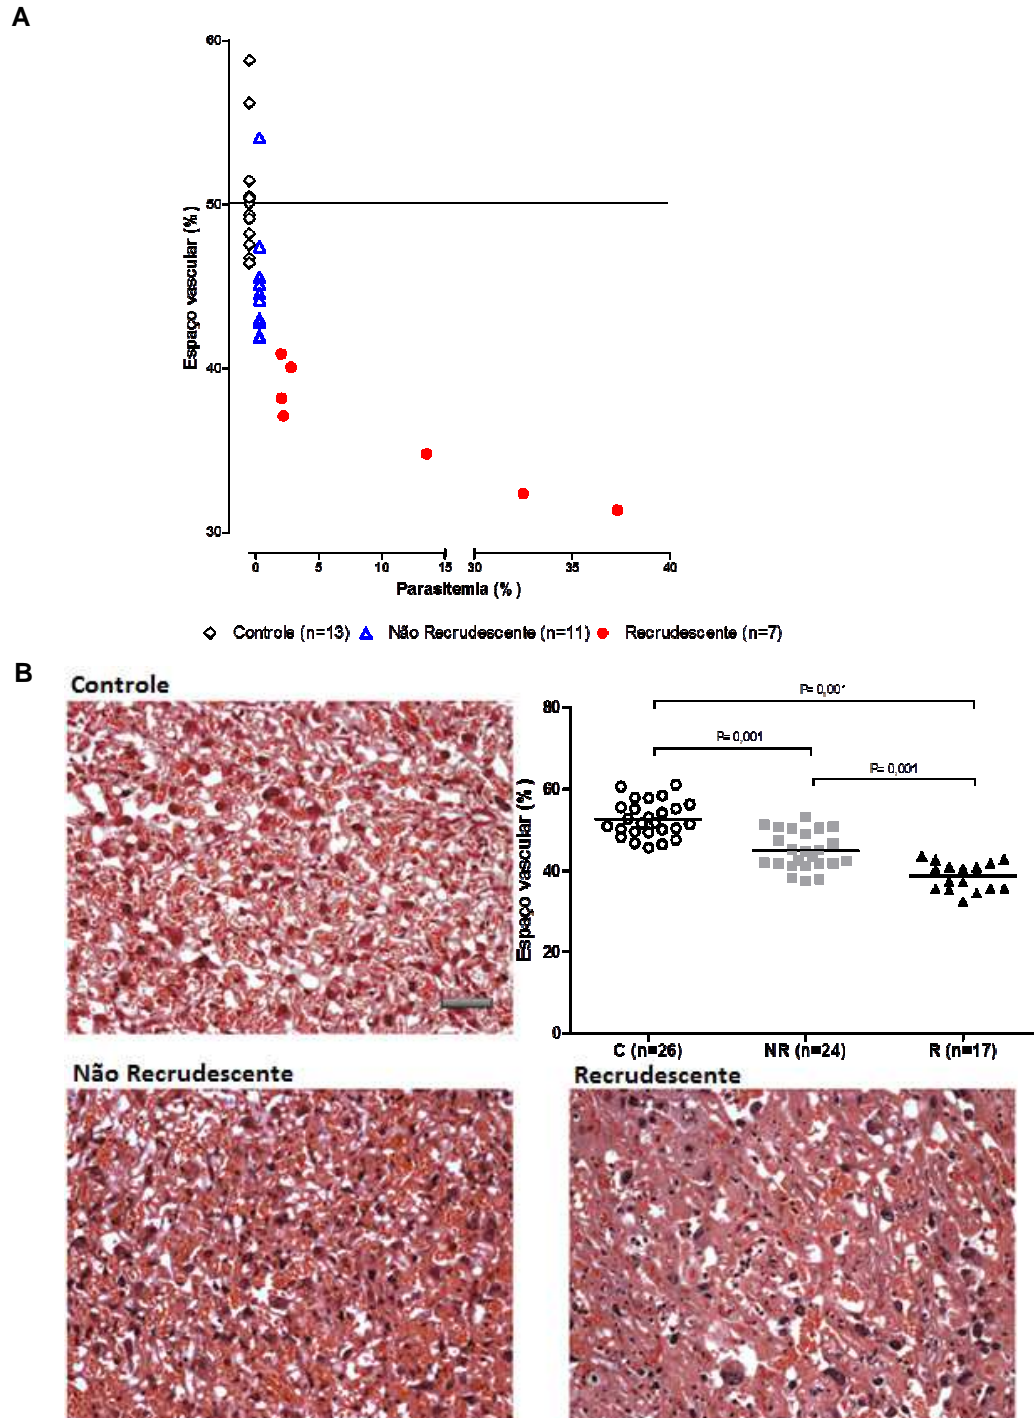 A
60
50
40
30
Espaço vascular (%)
0 5 10 15 30 35 40
Parasitemia (%)
Controle (n=13) Não Recrudescente (n=11) Recrudescente (n=7)
B
Controle
P= 0,001
P= 0,001
P= 0,001
80
60
40
20
0
Espaço vascular (%)
C (n=26) NR (n=24) R (n=17)
Não Recrudescente
Recrudescente